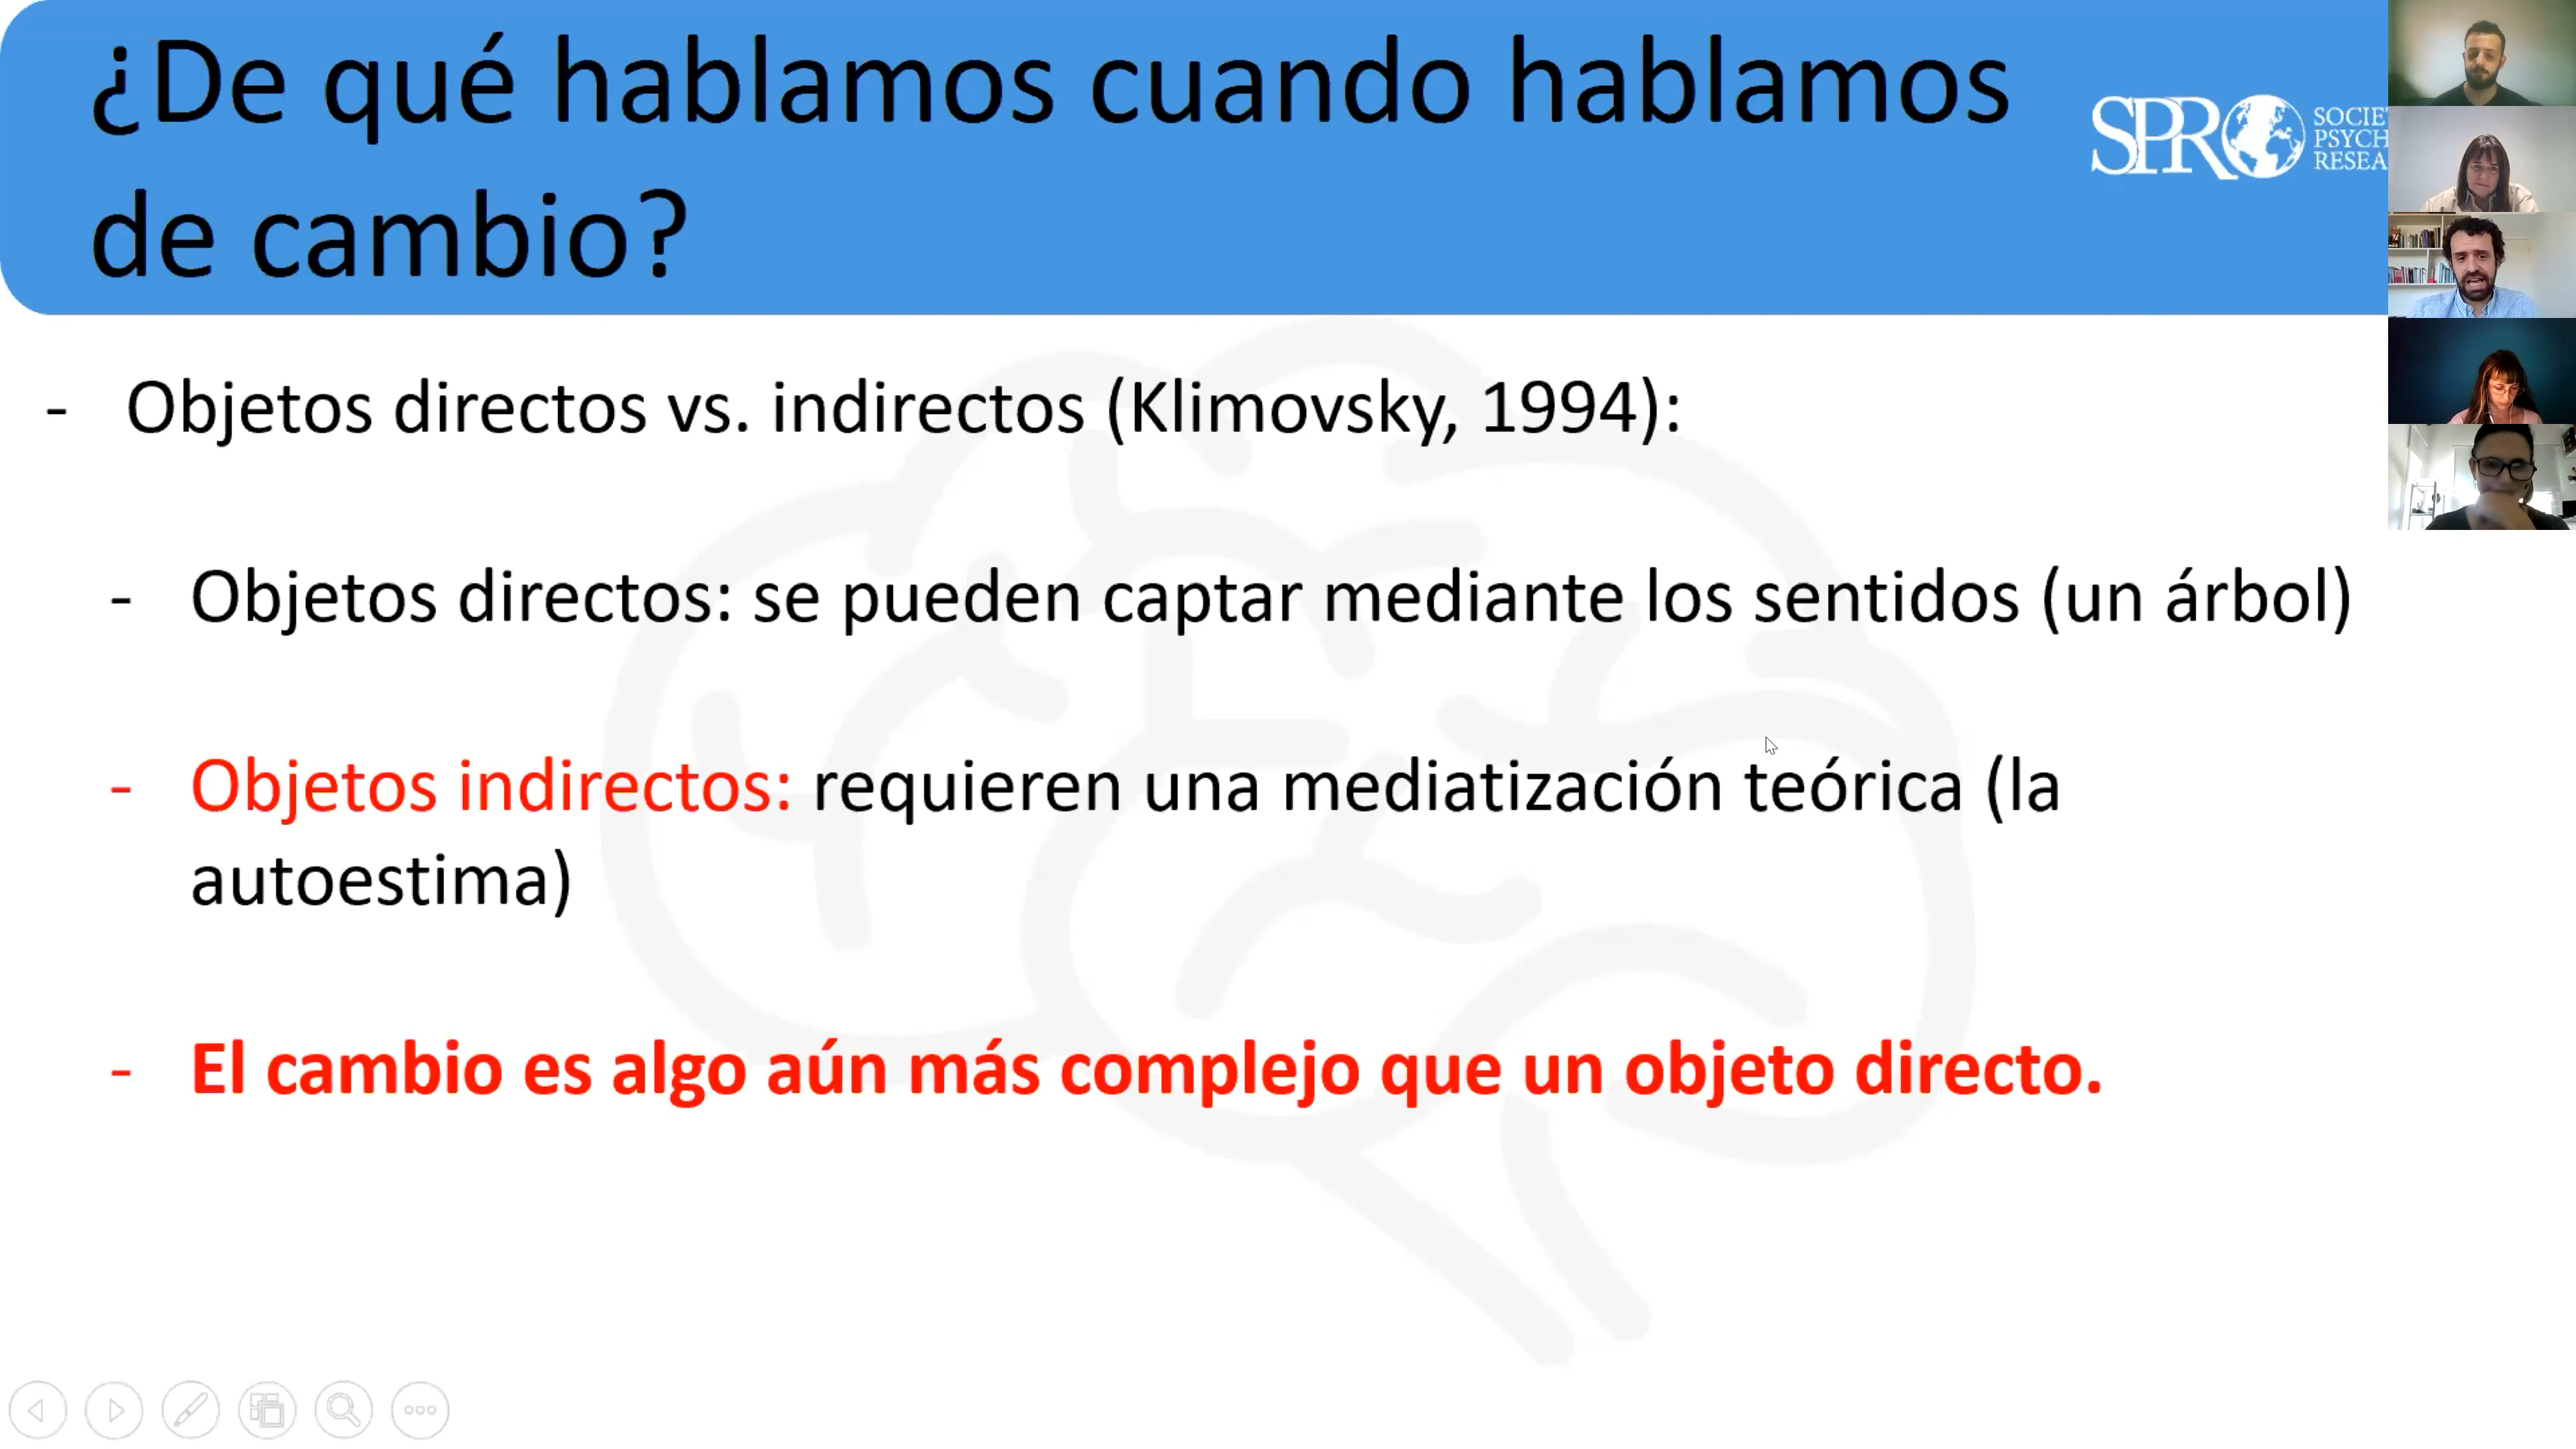 ¿De qué hablamos cuando hablamos
de cambio?
SPR
SOCIE
PSYCH
RESEA
- Objetos directos vs. indirectos (Klimovsky, 1994):
- Objetos directos: se pueden captar mediante los sentidos (un árbol)
- Objetos indirectos: requieren una mediatización teórica (la
autoestima)
- El cambio es algo aún más complejo que un objeto directo.